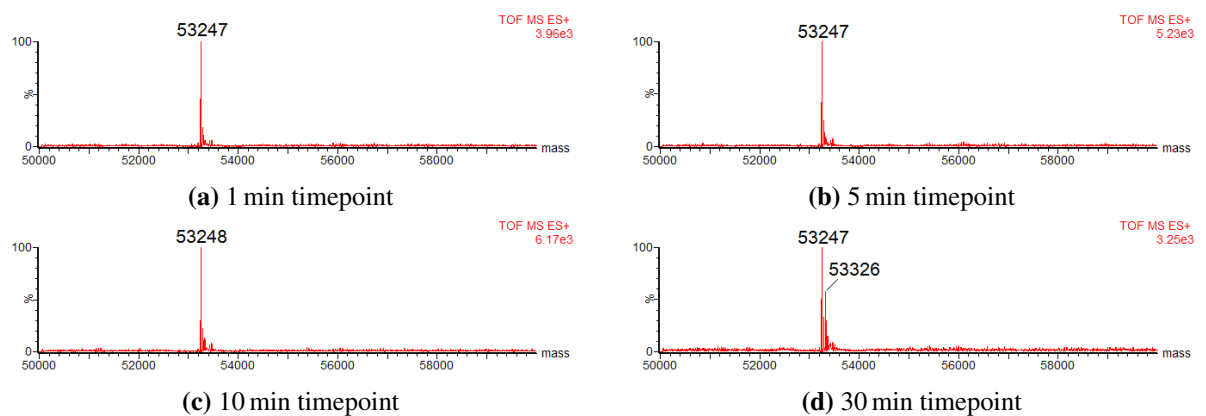 53247
TOF MS ES+
3.96e3
100
%
0
50000 52000 54000 56000 58000 mass
(a) 1 min timepoint
53247
TOF MS ES+
5.23e3
100
%
0
50000 52000 54000 56000 58000 mass
(b) 5 min timepoint
53248
TOF MS ES+
6.17e3
100
%
0
50000 52000 54000 56000 58000 mass
(c) 10 min timepoint
53247
TOF MS ES+
3.25e3
100
53326
%
0
50000 52000 54000 56000 58000 mass
(d) 30 min timepoint